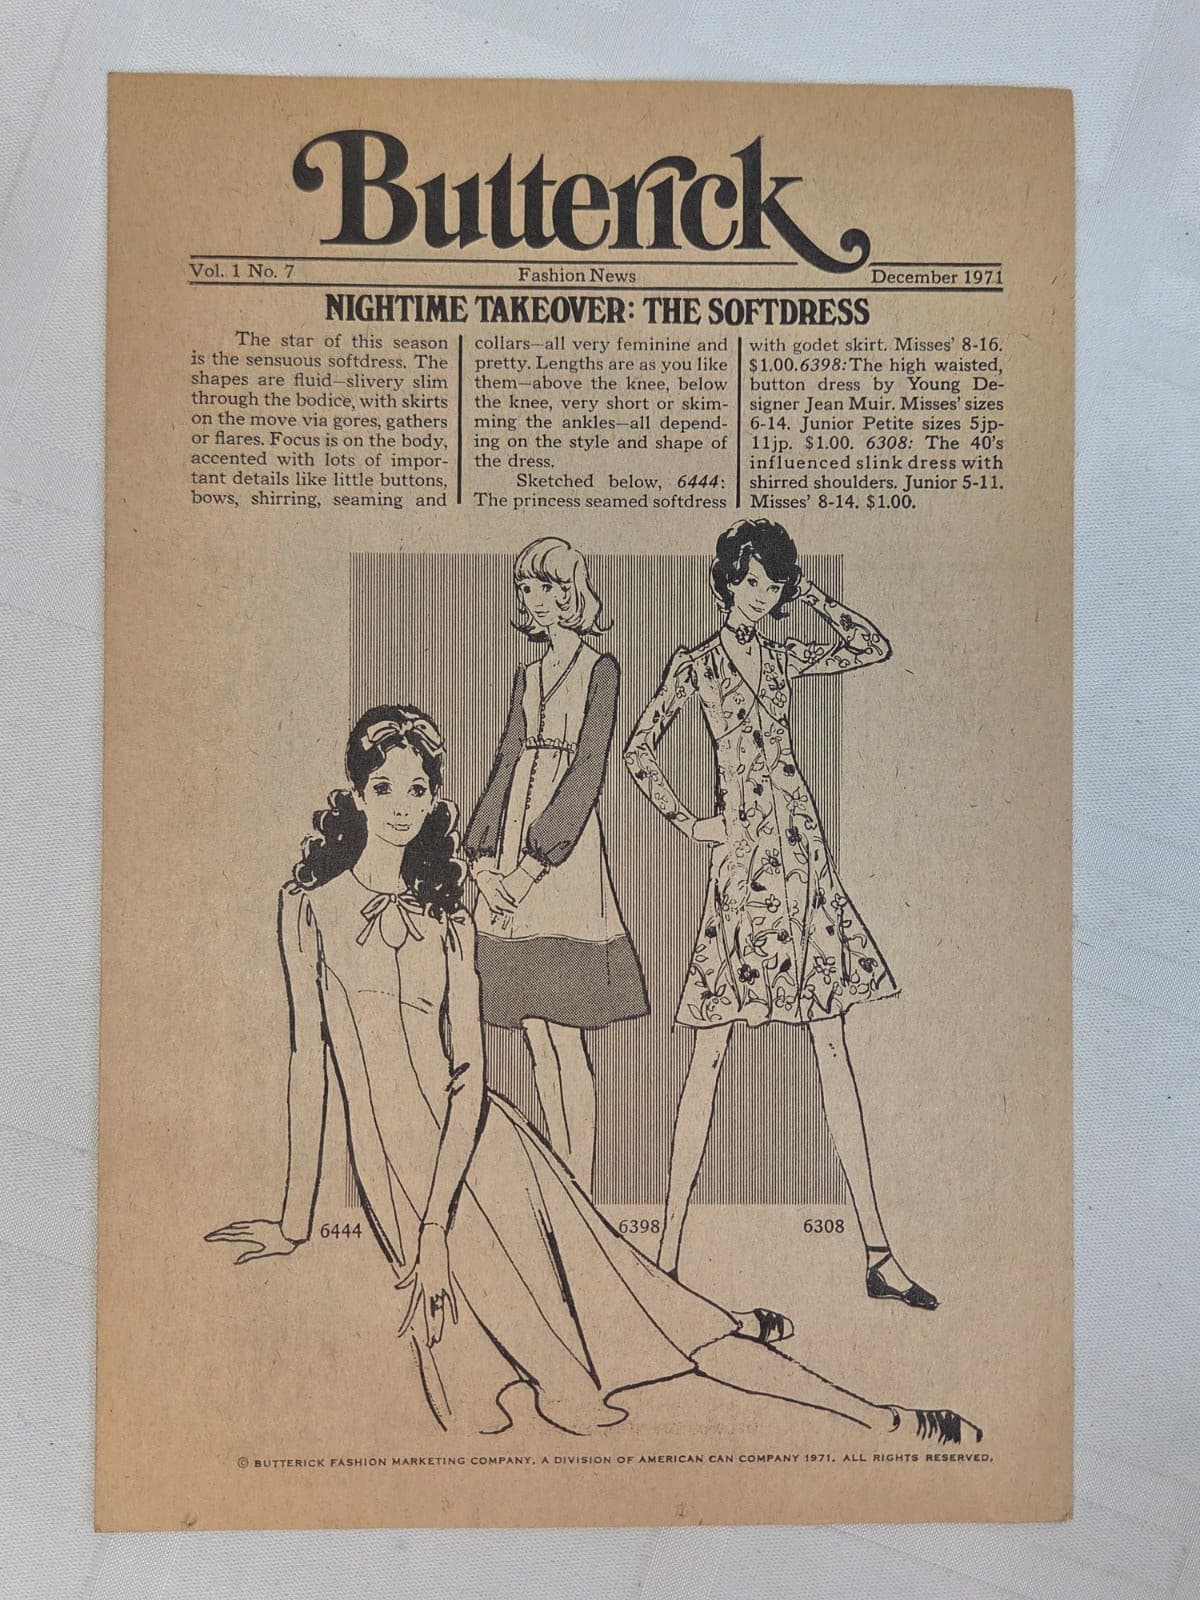 Butterick
Vol. 1 No. 7 Fashion News December 1971
NIGHTIME TAKEOVER: THE SOFTDRESS
The star of this season
is the sensuous softdress. The
shapes are fluid—slivery slim
through the bodice, with skirts
on the move via gores, gathers
or flares. Focus is on the body,
accented with lots of impor-
tant details like little buttons,
bows, shirring, seaming and
collars—all very feminine and
pretty. Lengths are as you like
them—above the knee, below
the knee, very short or skim-
ming the ankles—all depend-
ing on the style and shape of
the dress.
Sketched below, 6444:
The princess seamed softdress
with godet skirt. Misses' 8-16.
$1.00.6398:The high waisted,
button dress by Young De-
signer Jean Muir. Misses' sizes
6-14. Junior Petite sizes 5jp-
11jp. $1.00. 6308: The 40's
influenced slink dress with
shirred shoulders. Junior 5-11.
Misses' 8-14. $1.00.
6444 6398 6308
© BUTTERICK FASHION MARKETING COMPANY, A DIVISION OF AMERICAN CAN COMPANY 1971. ALL RIGHTS RESERVED.